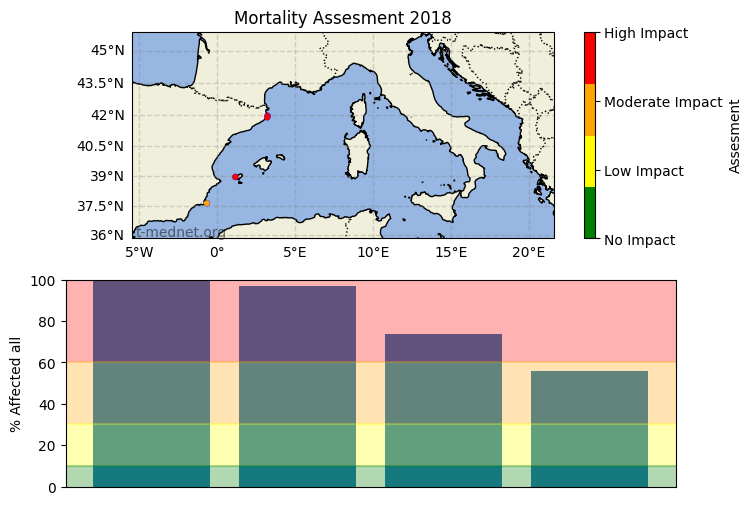 Mortality Assesment 2018
45°N
43.5°N
42°N
40.5°N
39°N
37.5°N
36°N
5°W
0°
5°E
10°E
15°E
20°E
t-mednet.org
High Impact
Moderate Impact
Low Impact
No Impact
Assesment
100
80
60
40
20
0
% Affected all